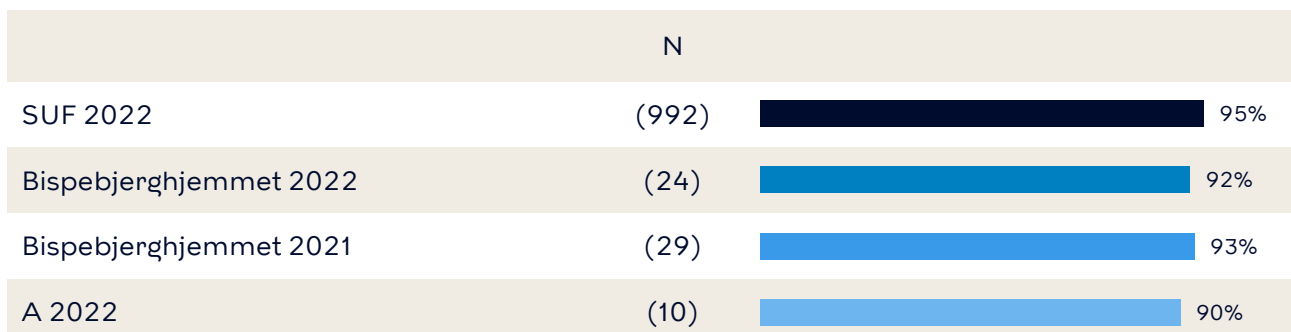 N
SUF 2022 (992) 95%
Bispebjerghjemmet 2022 (24) 92%
Bispebjerghjemmet 2021 (29) 93%
A 2022 (10) 90%